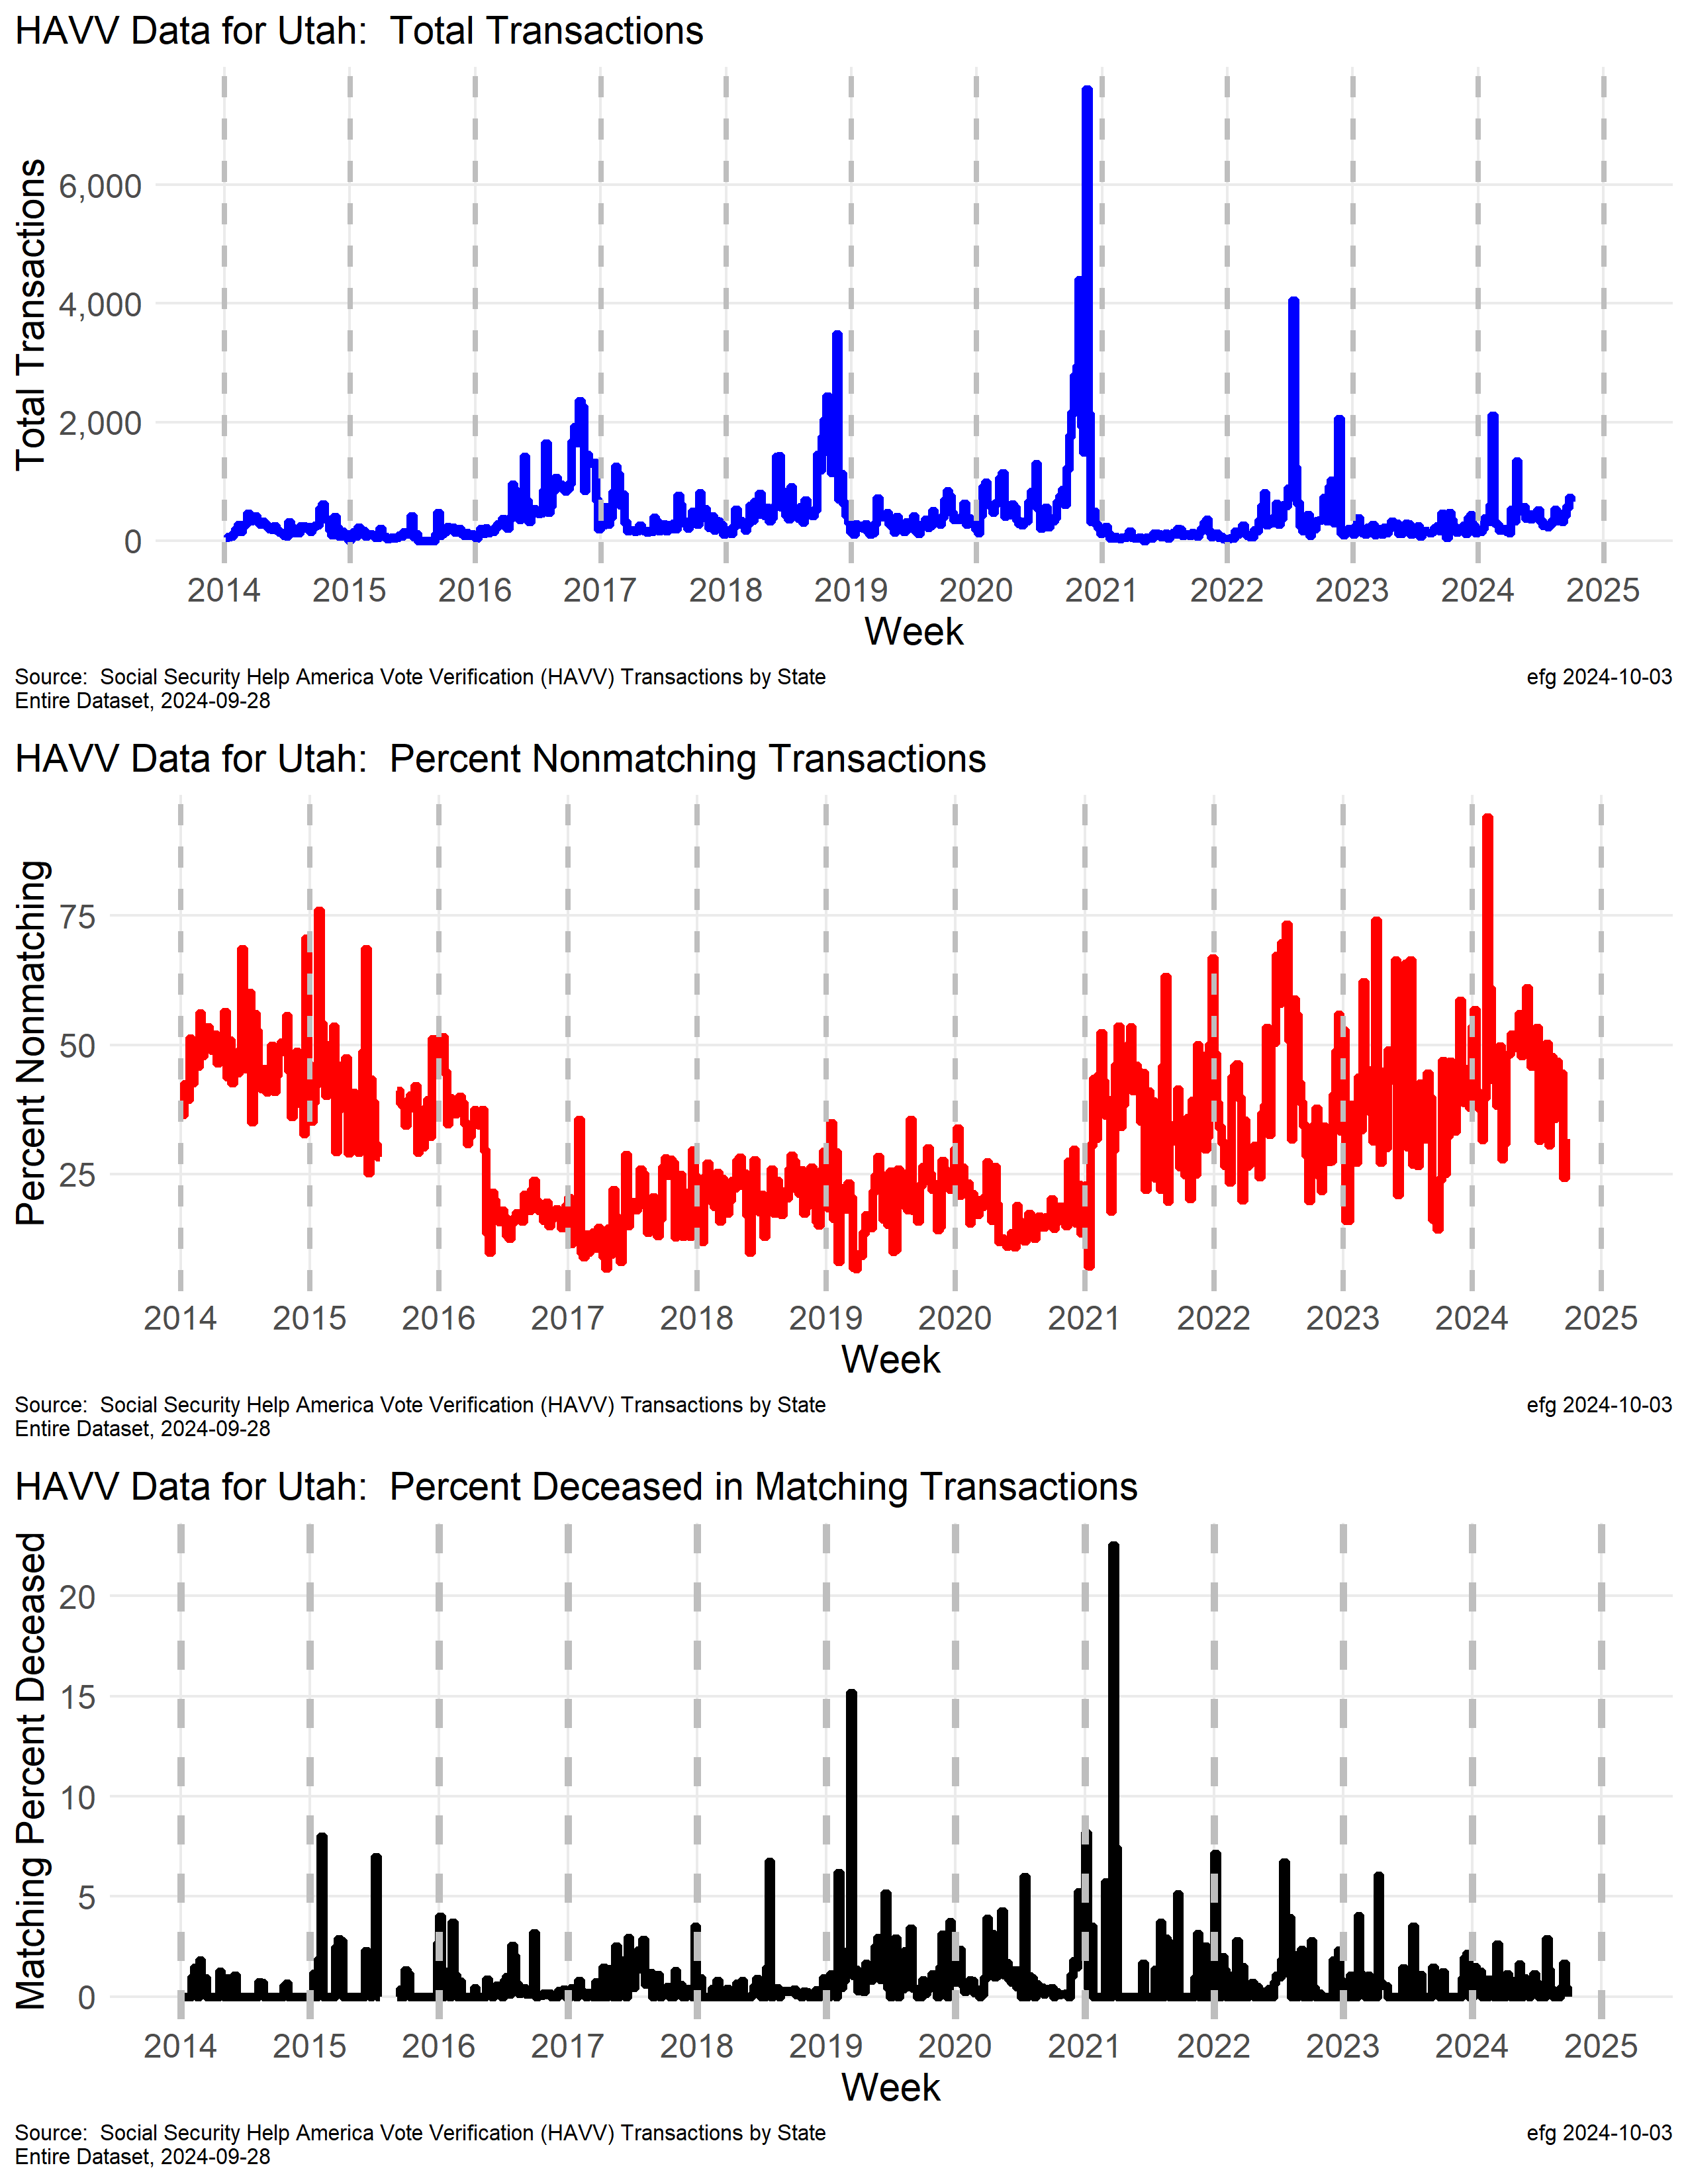 HAVV Data for Utah:  Total Transactions
Total Transactions
6,000
4,000
2,000
0
2014 2015 2016 2017 2018 2019 2020 2021 2022 2023 2024 2025
Week
Source:  Social Security Help America Vote Verification (HAVV) Transactions by State
Entire Dataset, 2024-09-28
efg 2024-10-03
HAVV Data for Utah:  Percent Nonmatching Transactions
Percent Nonmatching
75
50
25
2014 2015 2016 2017 2018 2019 2020 2021 2022 2023 2024 2025
Week
Source:  Social Security Help America Vote Verification (HAVV) Transactions by State
Entire Dataset, 2024-09-28
efg 2024-10-03
HAVV Data for Utah:  Percent Deceased in Matching Transactions
Matching Percent Deceased
20
15
10
5
0
2014 2015 2016 2017 2018 2019 2020 2021 2022 2023 2024 2025
Week
Source:  Social Security Help America Vote Verification (HAVV) Transactions by State
Entire Dataset, 2024-09-28
efg 2024-10-03